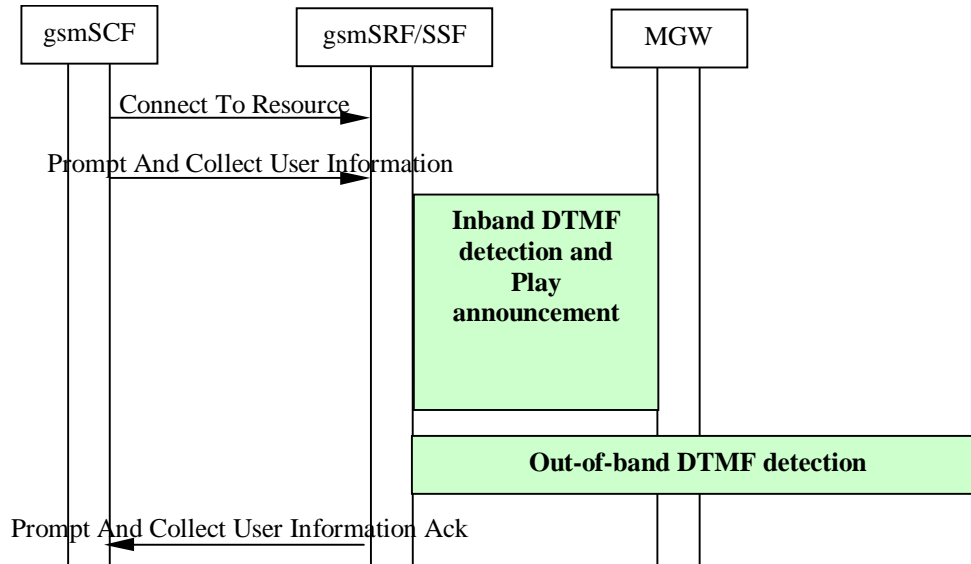 gsmSCF
gsmSRF/SSF
MGW
Connect To Resource
Prompt And Collect User Information
Inband DTMF
detection and
Play
announcement
Out-of-band DTMF detection
Prompt And Collect User Information Ack